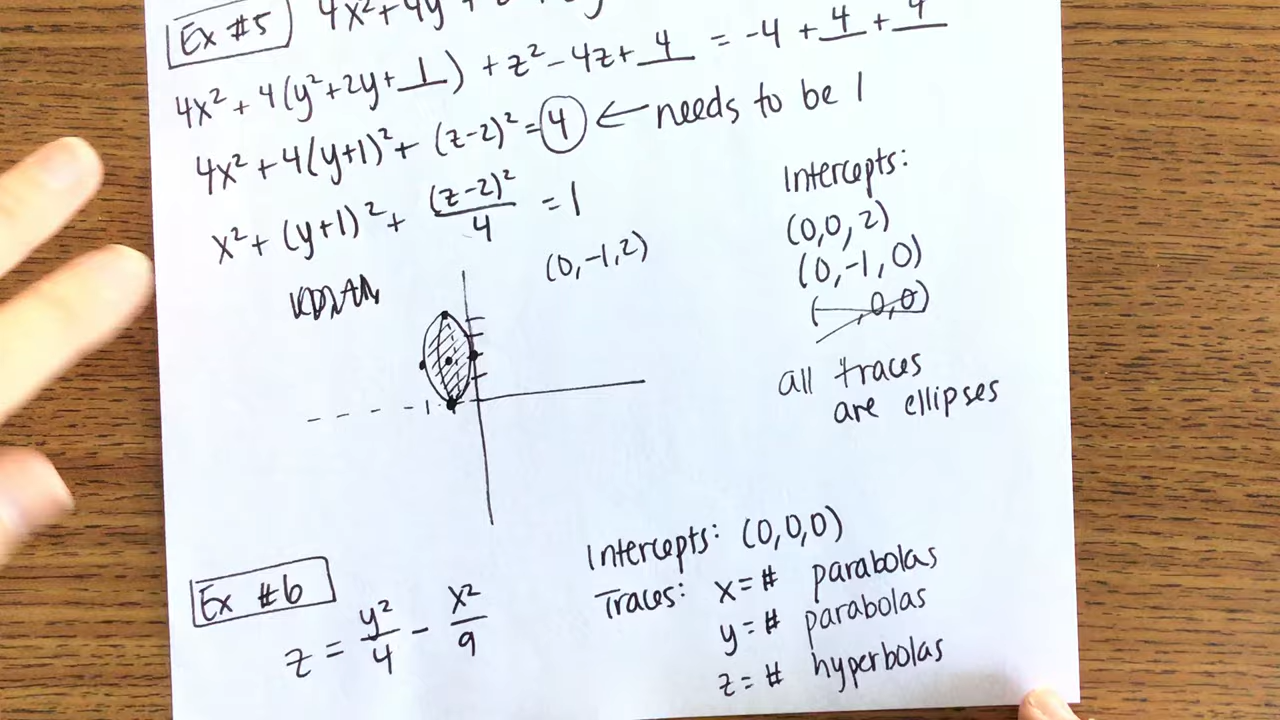 Ex #5 4x² + 4y
4x² + 4(y² + 2y + 1) + z² - 4z + 4 = -4 + 4 + 4
4x² + 4(y+1)² + (z-2)² = 4 ← needs to be 1
x² + (y+1)² + (z-2)²/4 = 1
(0, -1, 2)
Intercepts:
(0,0,2)
(0,-1,0)
( ,0,0)
all traces
are ellipses
Ex #6
z = y²/4 - x²/9
Intercepts: (0,0,0)
Traces: x = # parabolas
y = # parabolas
z = # hyperbolas